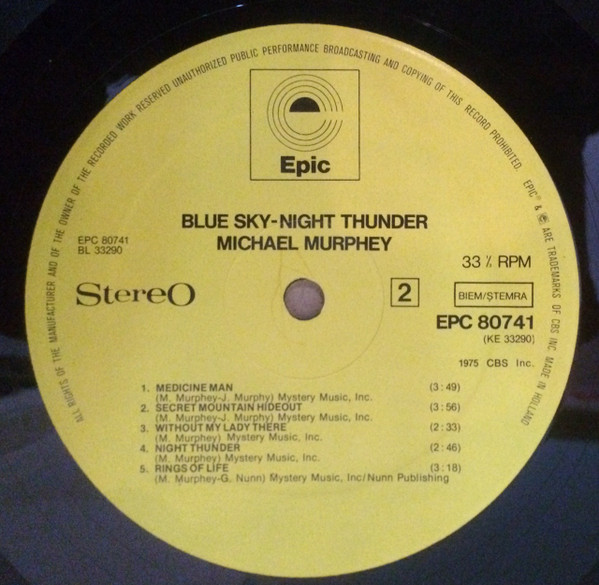 ALL RIGHTS OF THE MANUFACTURER AND OF THE OWNER OF THE RECORDED WORK RESERVED UNAUTHORIZED PUBLIC PERFORMANCE BROADCASTING AND COPYING OF THIS RECORD PROHIBITED. EPIC® & ARE TRADEMARKS OF CBS INC. MADE IN HOLLAND
Epic
BLUE SKY-NIGHT THUNDER
MICHAEL MURPHEY
EPC 80741
BL 33290
33⅓ RPM
Stereo
2
BIEM/STEMRA
EPC 80741
(KE 33290)
1975 CBS Inc.
1. MEDICINE MAN (3:49)
(M. Murphey-J. Murphy) Mystery Music, Inc.
2. SECRET MOUNTAIN HIDEOUT (3:56)
(M. Murphey-J. Murphy) Mystery Music, Inc.
3. WITHOUT MY LADY THERE (2:33)
(M. Murphey) Mystery Music, Inc.
4. NIGHT THUNDER (2:46)
(M. Murphey) Mystery Music, Inc.
5. RINGS OF LIFE (3:18)
(M. Murphey-G. Nunn) Mystery Music, Inc/Nunn Publishing